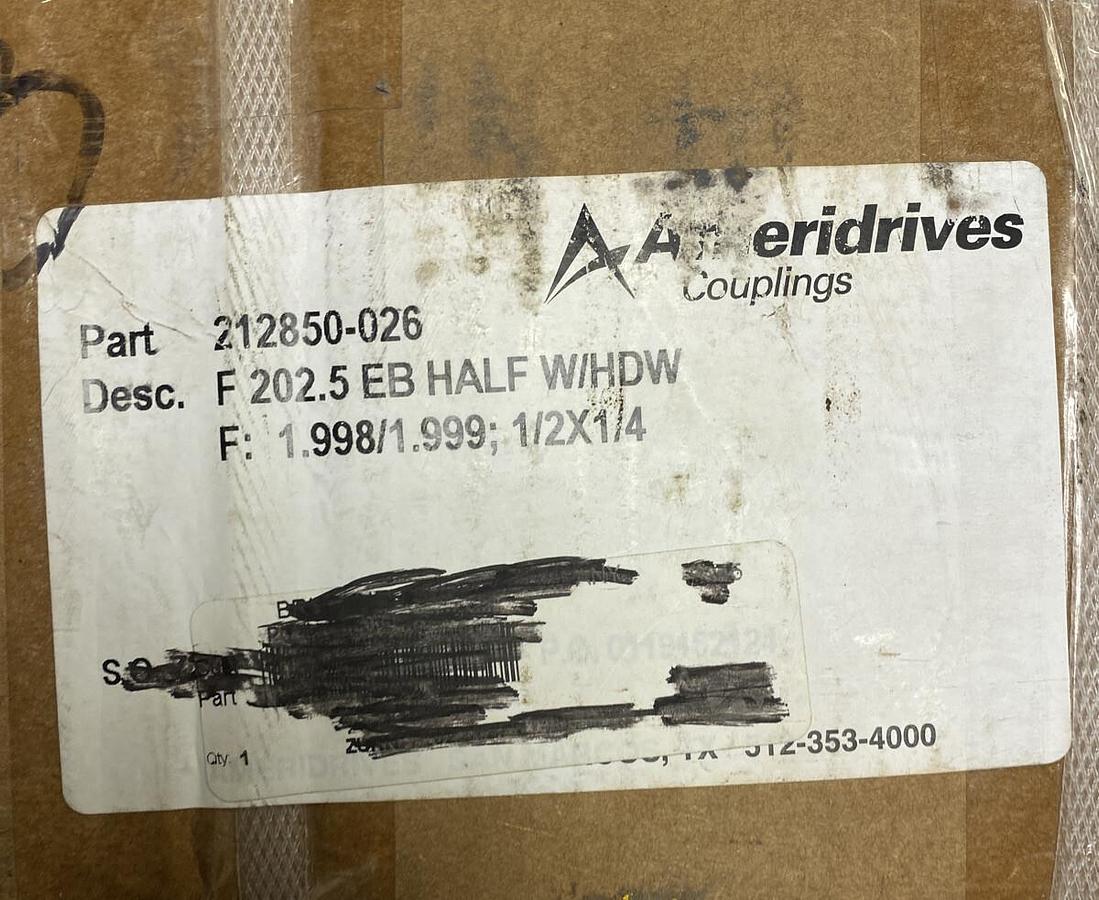 Ameridrives
Couplings
Part 212850-026
Desc. F 202.5 EB HALF W/HDW
F: 1.998/1.999; 1/2X1/4
S.O.
Part
Qty: 1
TX 512-353-4000